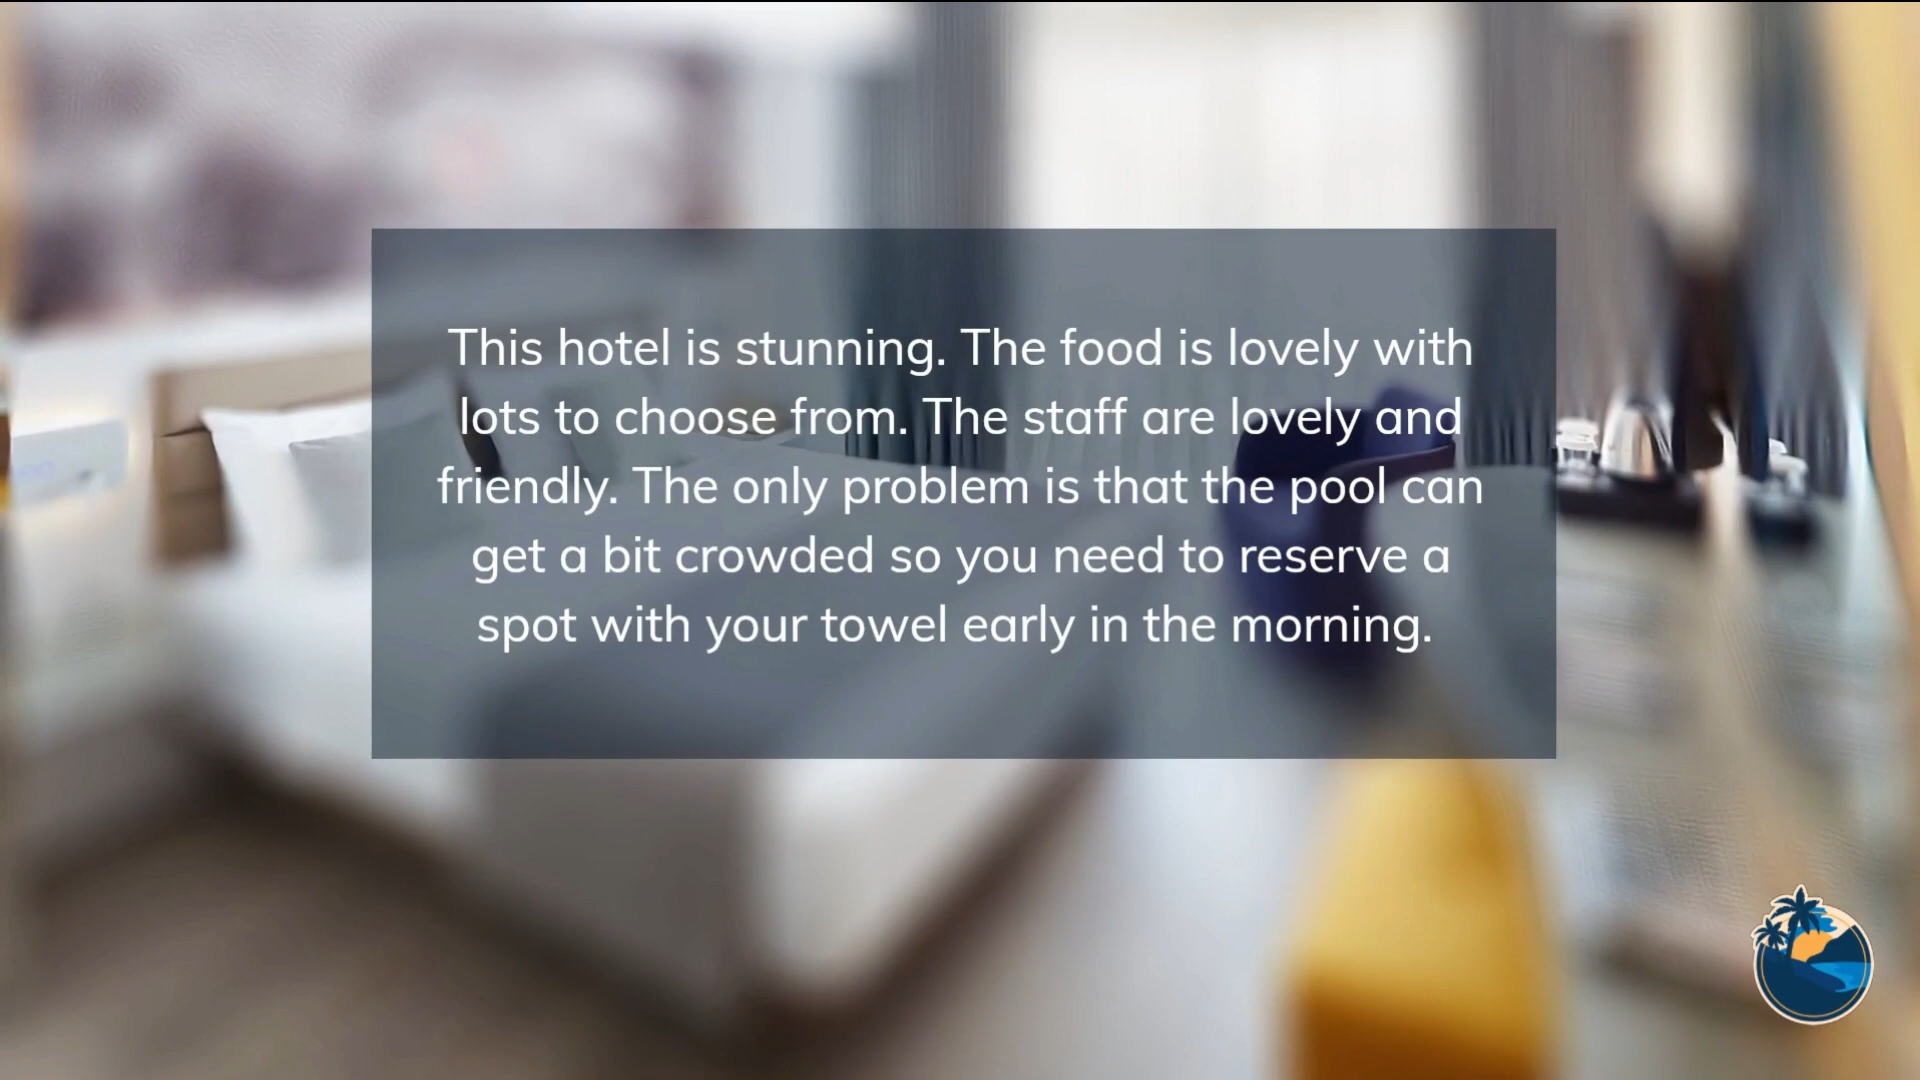 This hotel is stunning. The food is lovely with
lots to choose from. The staff are lovely and
friendly. The only problem is that the pool can
get a bit crowded so you need to reserve a
spot with your towel early in the morning.